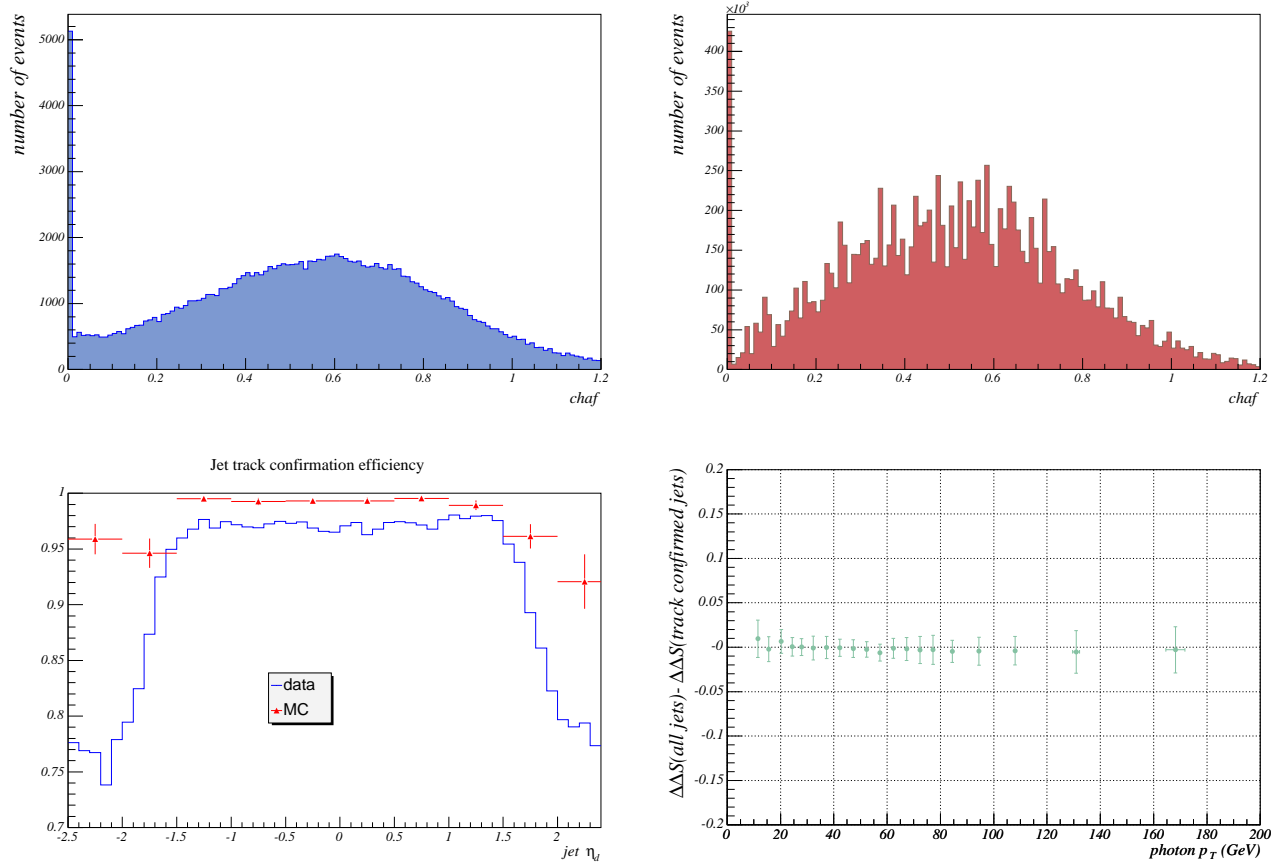 number of events
5000
4000
3000
2000
1000
0
0 0.2 0.4 0.6 0.8 1 1.2
chaf
×10³
number of events
400
350
300
250
200
150
100
50
0
0 0.2 0.4 0.6 0.8 1 1.2
chaf
Jet track confirmation efficiency
1
0.95
0.9
0.85
0.8
0.75
0.7
data
MC
-2.5 -2 -1.5 -1 -0.5 0 0.5 1 1.5 2
jet η_d
ΔΔS(all jets)- ΔΔS(track confirmed jets)
0.2
0.15
0.1
0.05
-0
-0.05
-0.1
-0.15
-0.2
0 20 40 60 80 100 120 140 160 180 200
photon p_T (GeV)